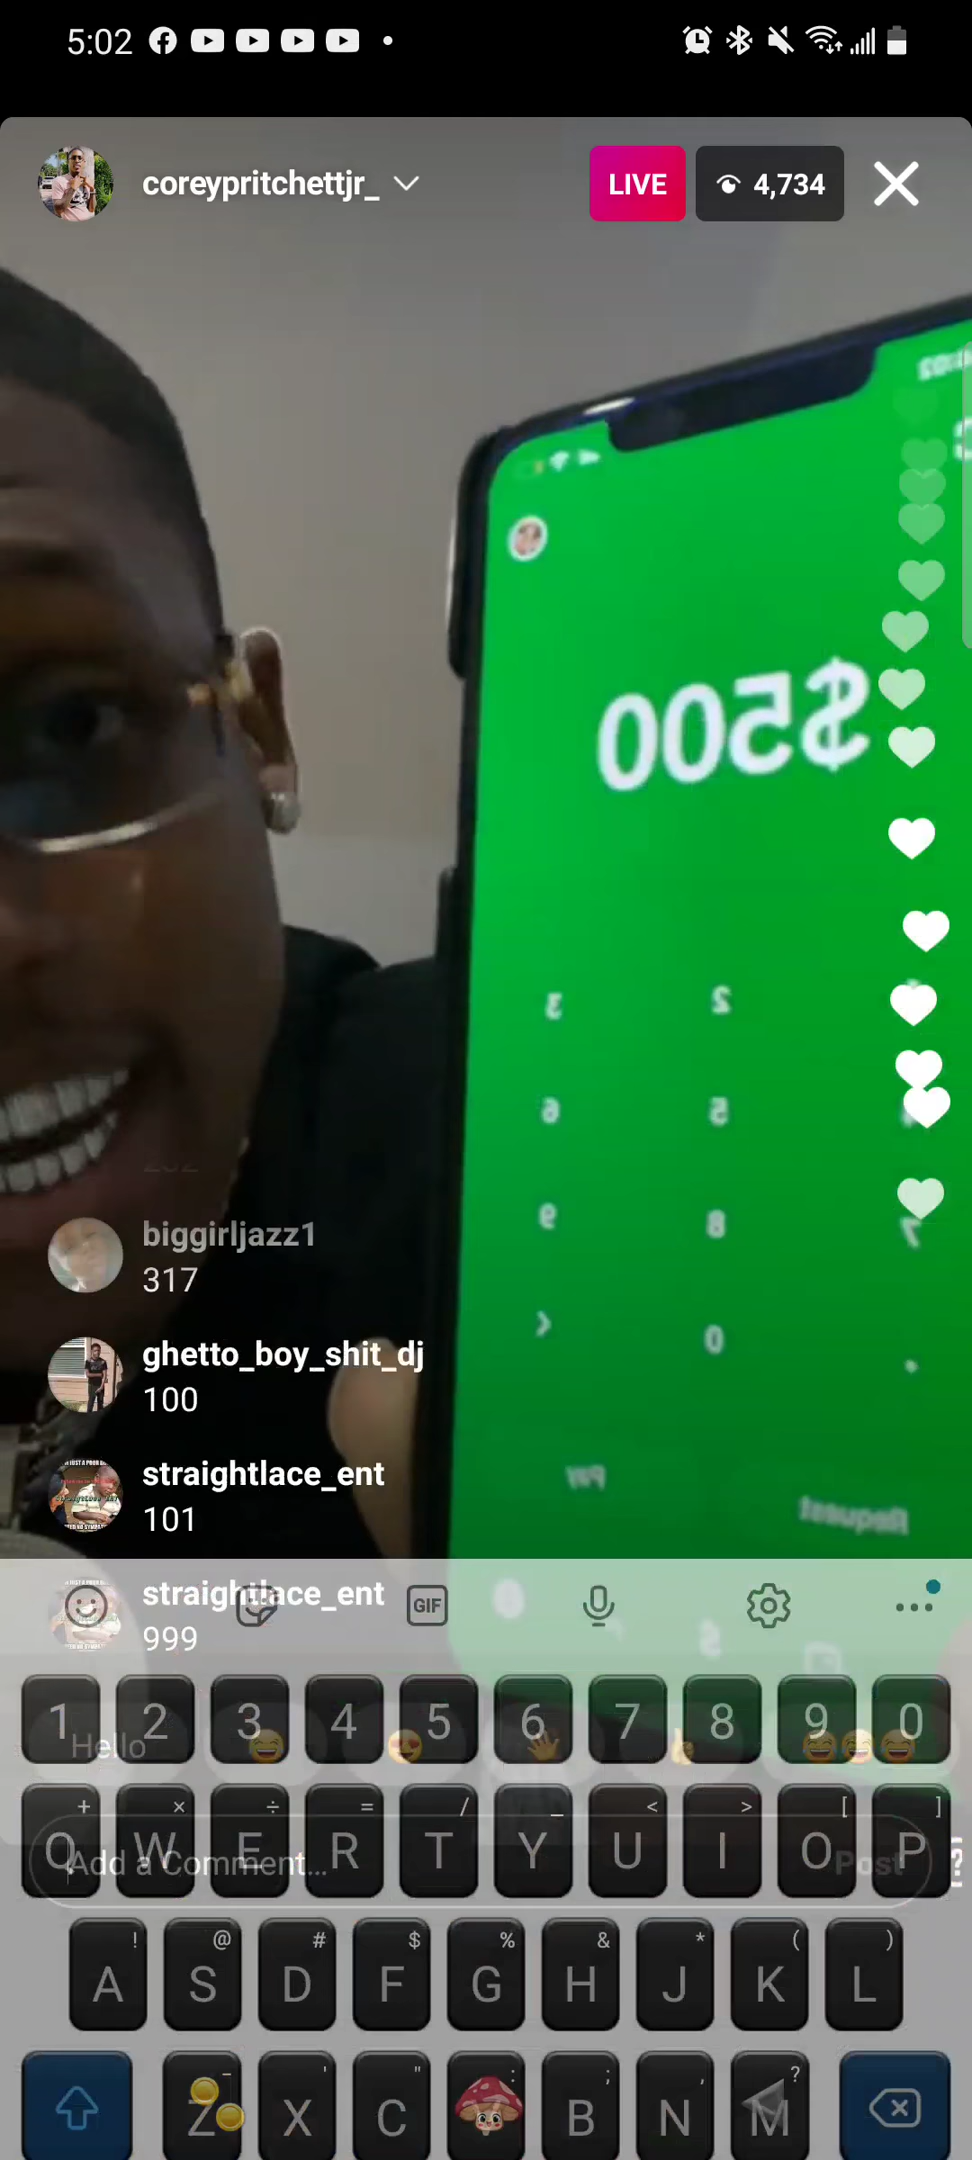 5:02
coreypritchettjr_
LIVE
4,734
$500
3 2
6 5
9 8 7
< 0 .
Pay
Request
biggirljazz1
317
ghetto_boy_shit_dj
100
straightlace_ent
101
straightlace_ent
999
GIF
1 2 3 4 5 6 7 8 9 0
Hello
+ × ÷ = / _ < > [ ]
Q W E R T Y U I O P
Add a Comment...
Post
! @ # $ % & * ( )
A S D F G H J K L
- ' " : ; , ?
Z X C B N M